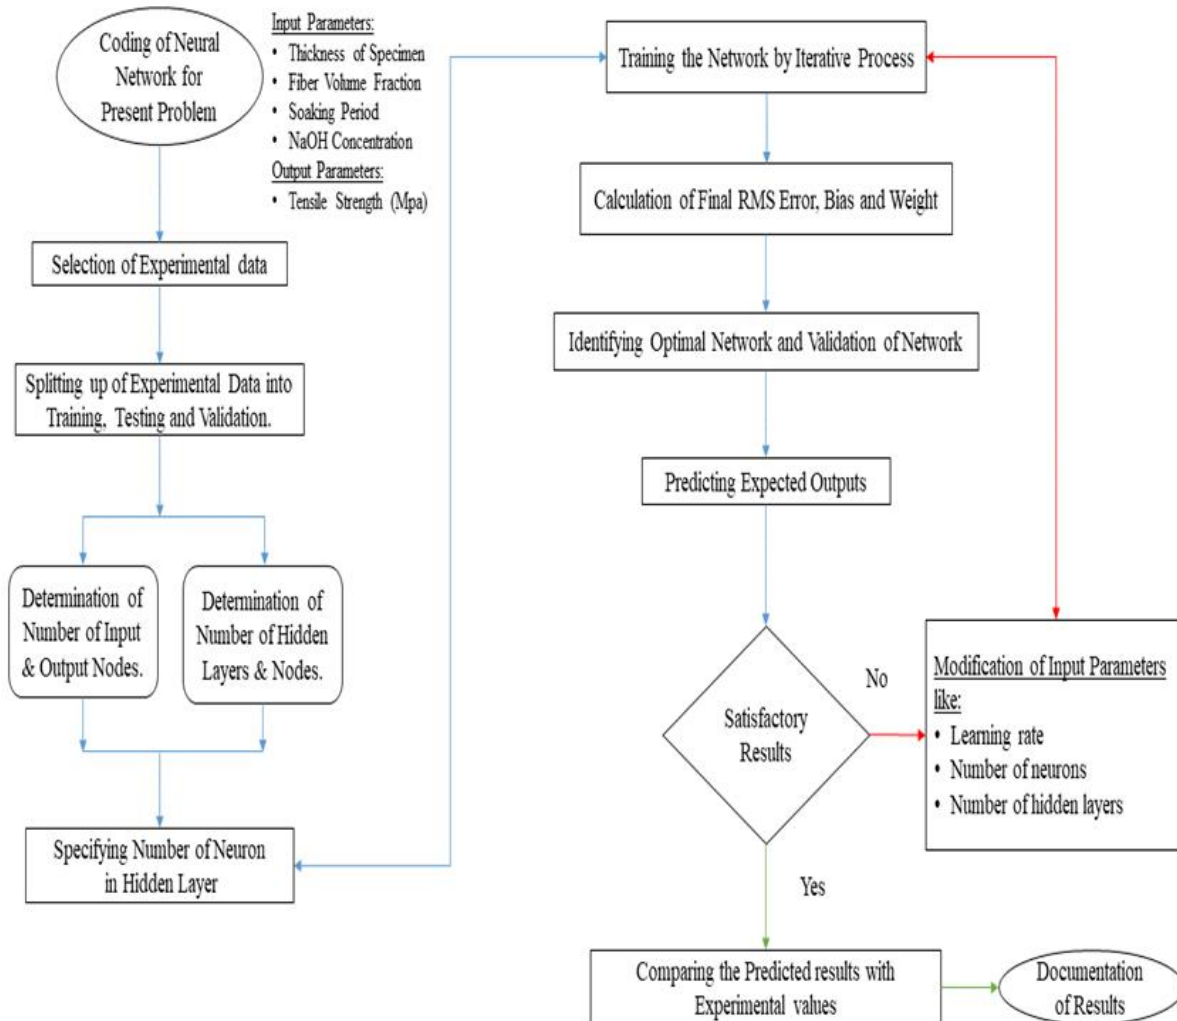 Coding of Neural
Network for
Present Problem
Input Parameters:
• Thickness of Specimen
• Fiber Volume Fraction
• Soaking Period
• NaOH Concentration
Output Parameters:
• Tensile Strength (Mpa)
Selection of Experimental data
Splitting up of Experimental Data into
Training, Testing and Validation.
Determination of
Number of Input
& Output Nodes.
Determination of
Number of Hidden
Layers & Nodes.
Specifying Number of Neuron
in Hidden Layer
Training the Network by Iterative Process
Calculation of Final RMS Error, Bias and Weight
Identifying Optimal Network and Validation of Network
Predicting Expected Outputs
Satisfactory
Results
No
Modification of Input Parameters
like:
• Learning rate
• Number of neurons
• Number of hidden layers
Yes
Comparing the Predicted results with
Experimental values
Documentation
of Results